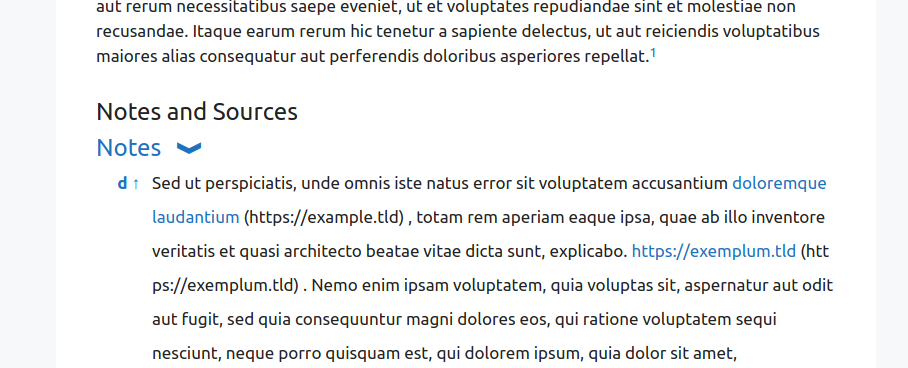 aut rerum necessitatibus saepe eveniet, ut et voluptates repudiandae sint et molestiae non
recusandae. Itaque earum rerum hic tenetur a sapiente delectus, ut aut reiciendis voluptatibus
maiores alias consequatur aut perferendis doloribus asperiores repellat.1
Notes and Sources
Notes
d ↑ Sed ut perspiciatis, unde omnis iste natus error sit voluptatem accusantium doloremque
laudantium (https://example.tld) , totam rem aperiam eaque ipsa, quae ab illo inventore
veritatis et quasi architecto beatae vitae dicta sunt, explicabo. https://exemplum.tld (htt
ps://exemplum.tld) . Nemo enim ipsam voluptatem, quia voluptas sit, aspernatur aut odit
aut fugit, sed quia consequuntur magni dolores eos, qui ratione voluptatem sequi
nesciunt, neque porro quisquam est, qui dolorem ipsum, quia dolor sit amet,